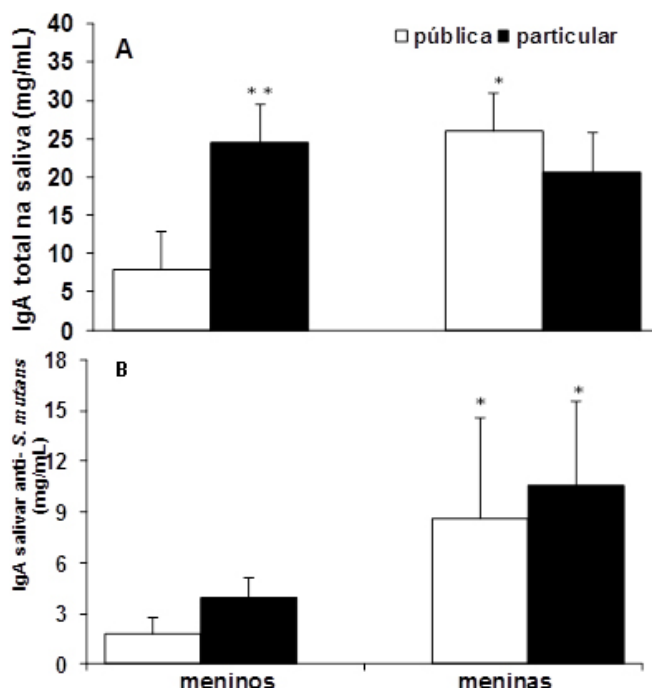 A
pública particular
IgA total na saliva (mg/mL)
40
35
30
25
20
15
10
5
0
**
*
B
IgA salivar anti- S. mutans
(mg/mL)
18
15
12
9
6
3
0
*
*
meninos meninas